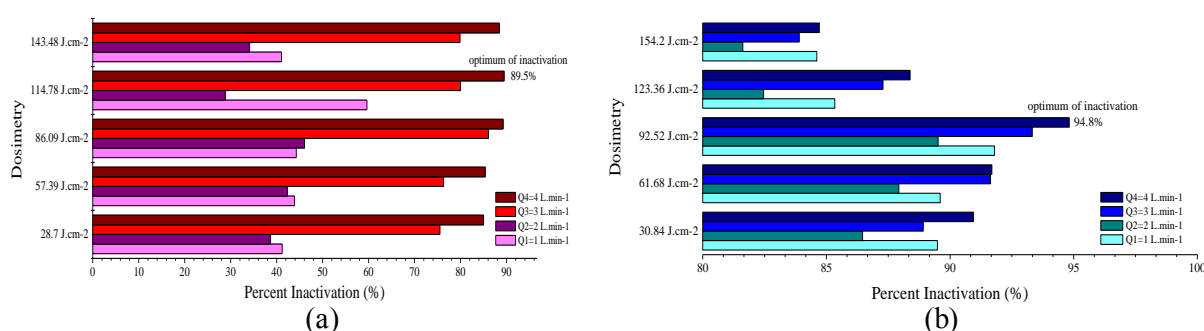 143.48 J.cm-2
optimum of inactivation
89.5%
114.78 J.cm-2
86.09 J.cm-2
57.39 J.cm-2
28.7 J.cm-2
Dosimetry
Q4=4 L.min-1
Q3=3 L.min-1
Q2=2 L.min-1
Q1=1 L.min-1
0 10 20 30 40 50 60 70 80 90
Percent Inactivation (%)
(a)
154.2 J.cm-2
123.36 J.cm-2
optimum of inactivation
94.8%
92.52 J.cm-2
61.68 J.cm-2
30.84 J.cm-2
Dosimetry
Q4=4 L.min-1
Q3=3 L.min-1
Q2=2 L.min-1
Q1=1 L.min-1
80 85 90 95 100
Percent Inactivation (%)
(b)